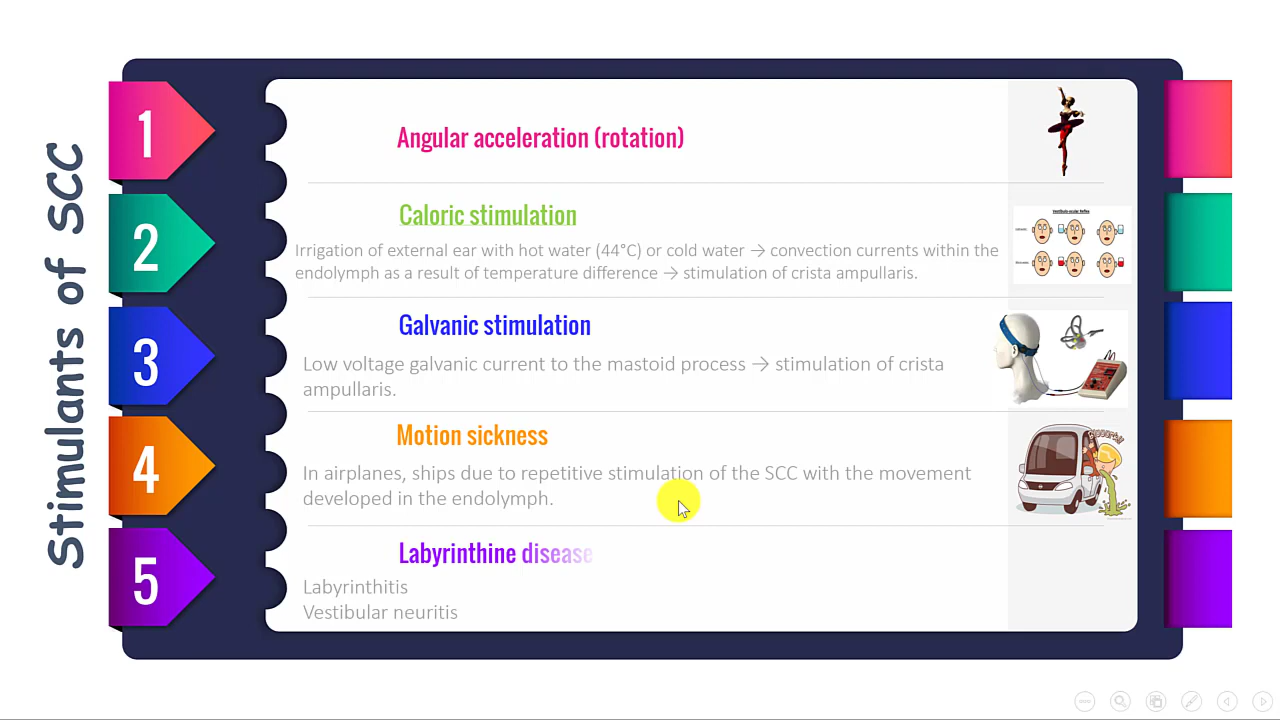 Stimulants of SCC
1
Angular acceleration (rotation)
2
Caloric stimulation
Irrigation of external ear with hot water (44°C) or cold water → convection currents within the
endolymph as a result of temperature difference → stimulation of crista ampullaris.
Vestibulo-ocular Reflex
3
Galvanic stimulation
Low voltage galvanic current to the mastoid process → stimulation of crista
ampullaris.
4
Motion sickness
In airplanes, ships due to repetitive stimulation of the SCC with the movement
developed in the endolymph.
5
Labyrinthine disease
Labyrinthitis
Vestibular neuritis